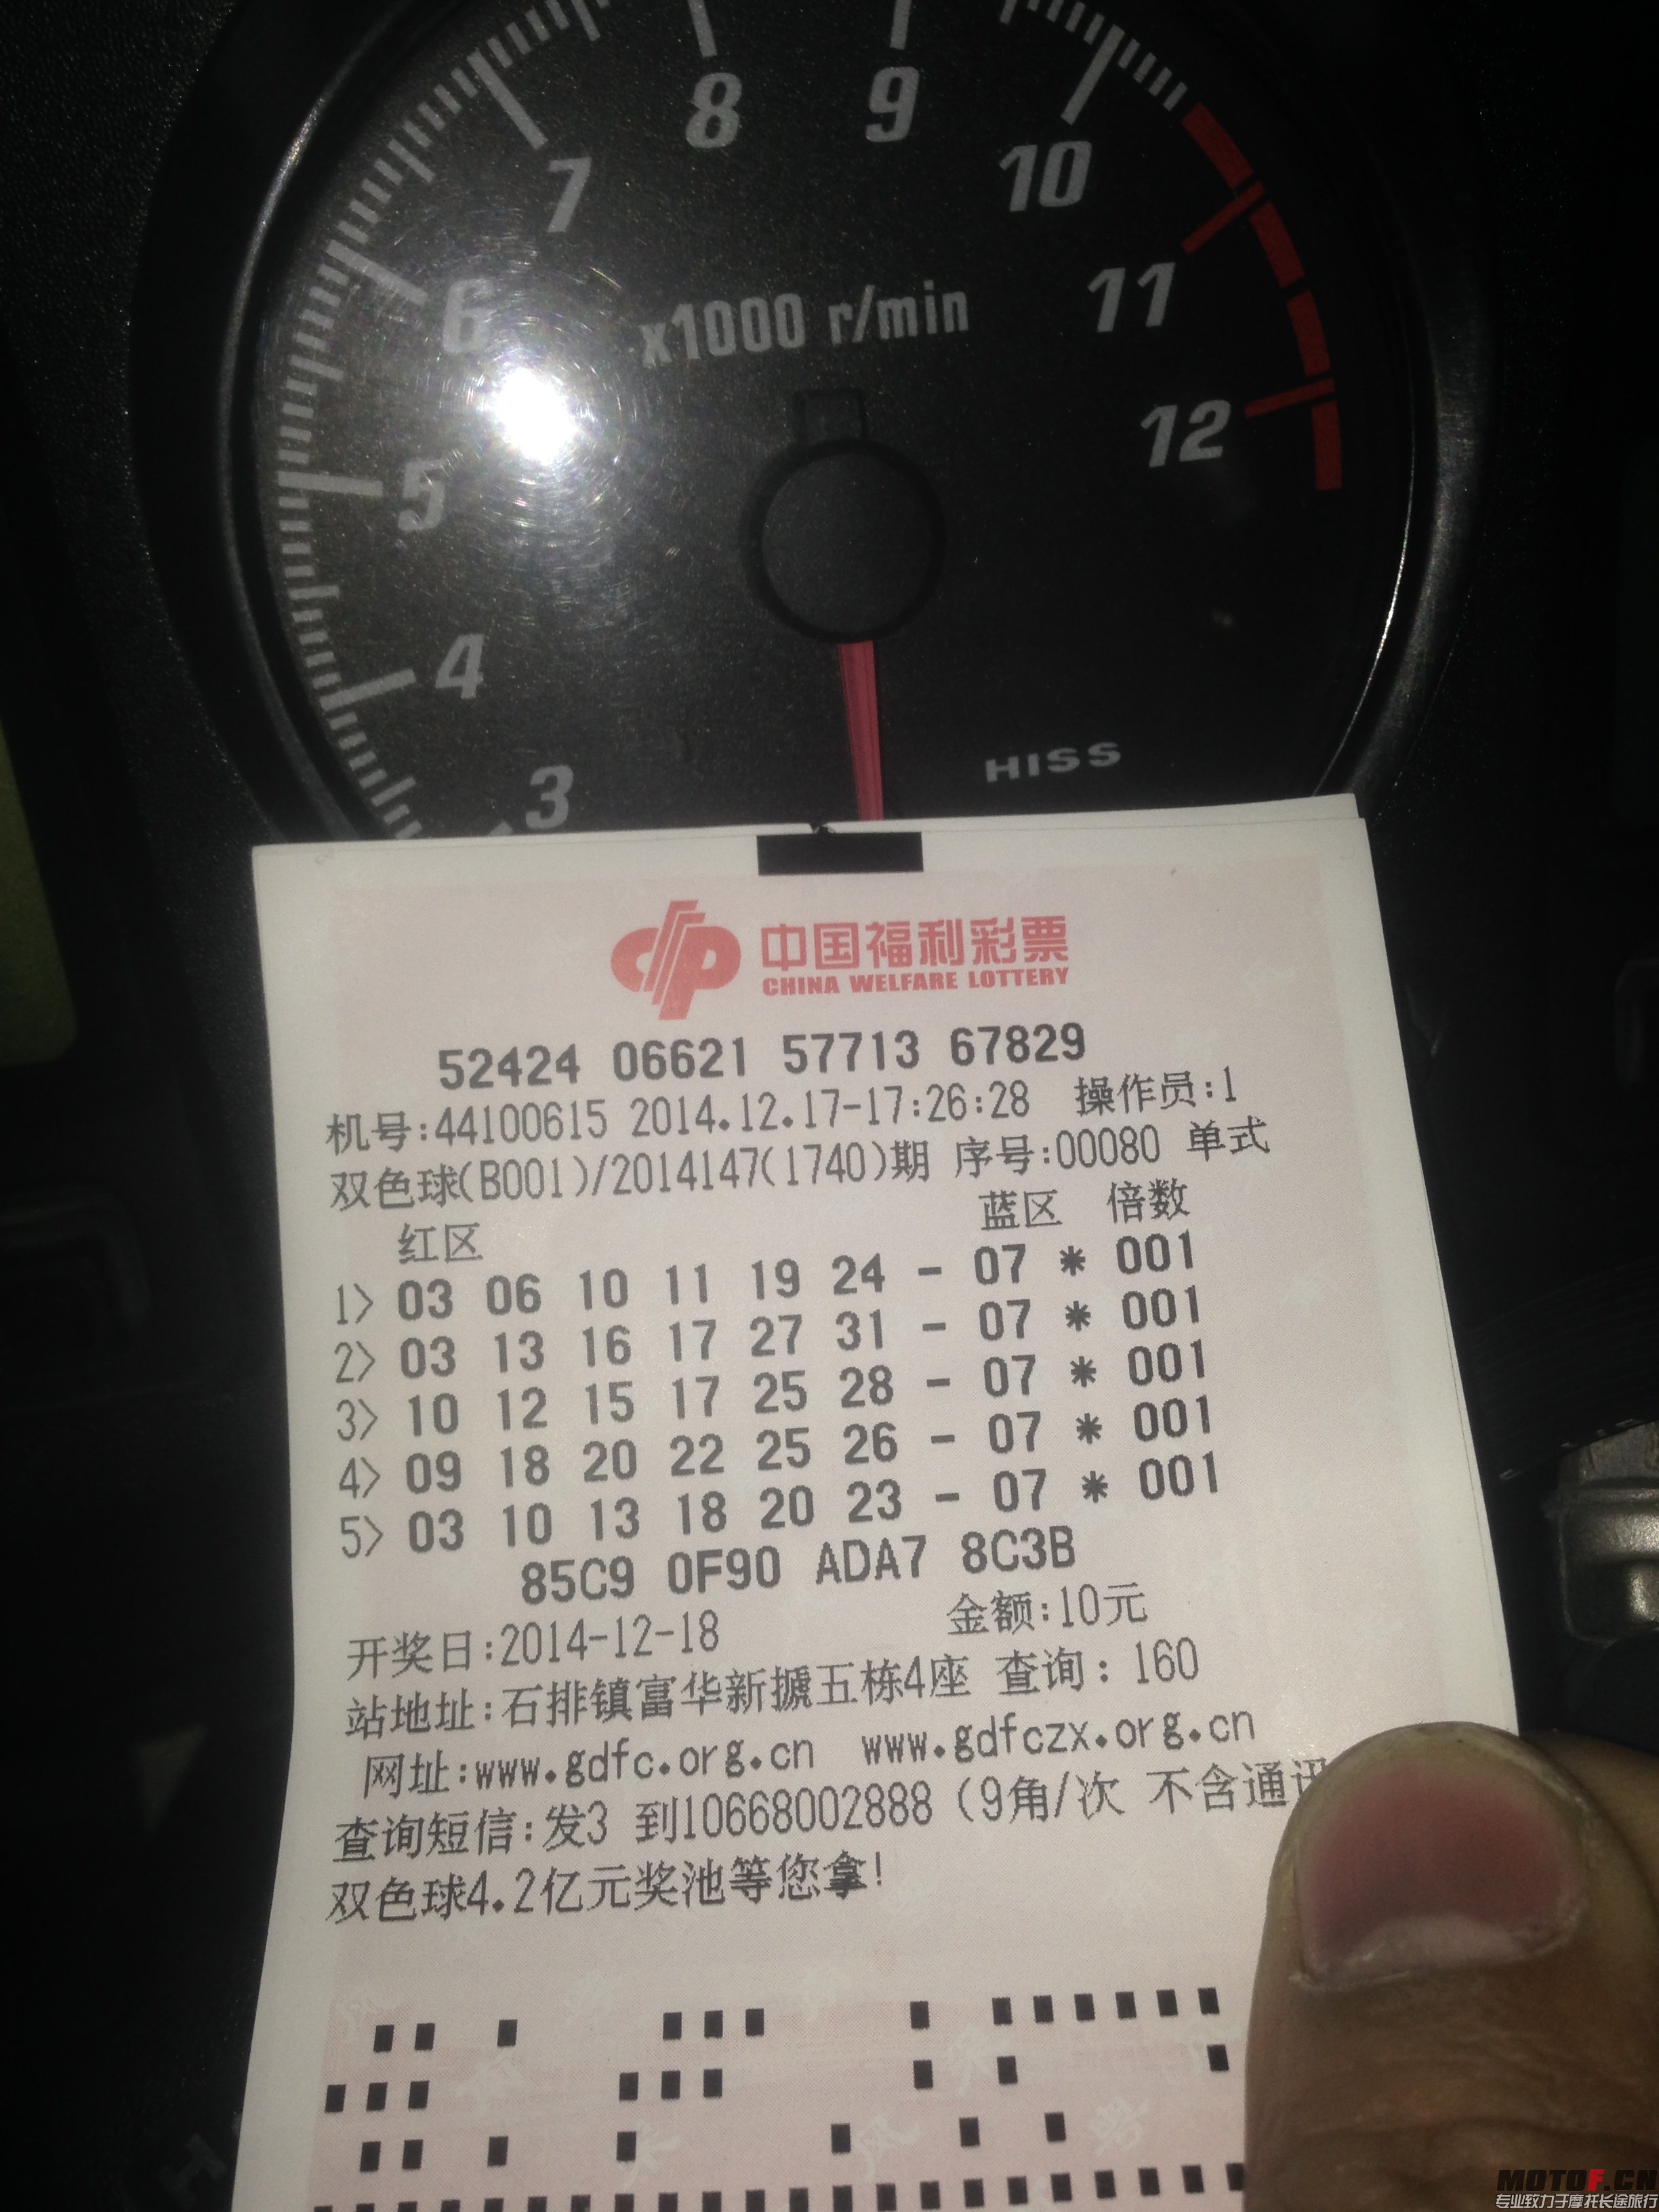 8
9
7
10
6
x1000 r/min
11
12
5
4
HISS
3
中国福利彩票
CHINA WELFARE LOTTERY
52424 06621 57713 67829
机号:44100615 2014.12.17-17:26:28 操作员:1
双色球(B001)/2014147(1740)期 序号:00080 单式
红区 蓝区 倍数
1> 03 06 10 11 19 24 - 07 * 001
2> 03 13 16 17 27 31 - 07 * 001
3> 10 12 15 17 25 28 - 07 * 001
4> 09 18 20 22 25 26 - 07 * 001
5> 03 10 13 18 20 23 - 07 * 001
85C9 0F90 ADA7 8C3B
开奖日:2014-12-18 金额:10元
站地址:石排镇富华新摅五栋4座 查询: 160
网址:www.gdfc.org.cn www.gdfczx.org.cn
查询短信:发3 到10668002888 (9角/次 不含通讯
双色球4.2亿元奖池等您拿!
MOTOF.CN
专业致力于摩托长途旅行